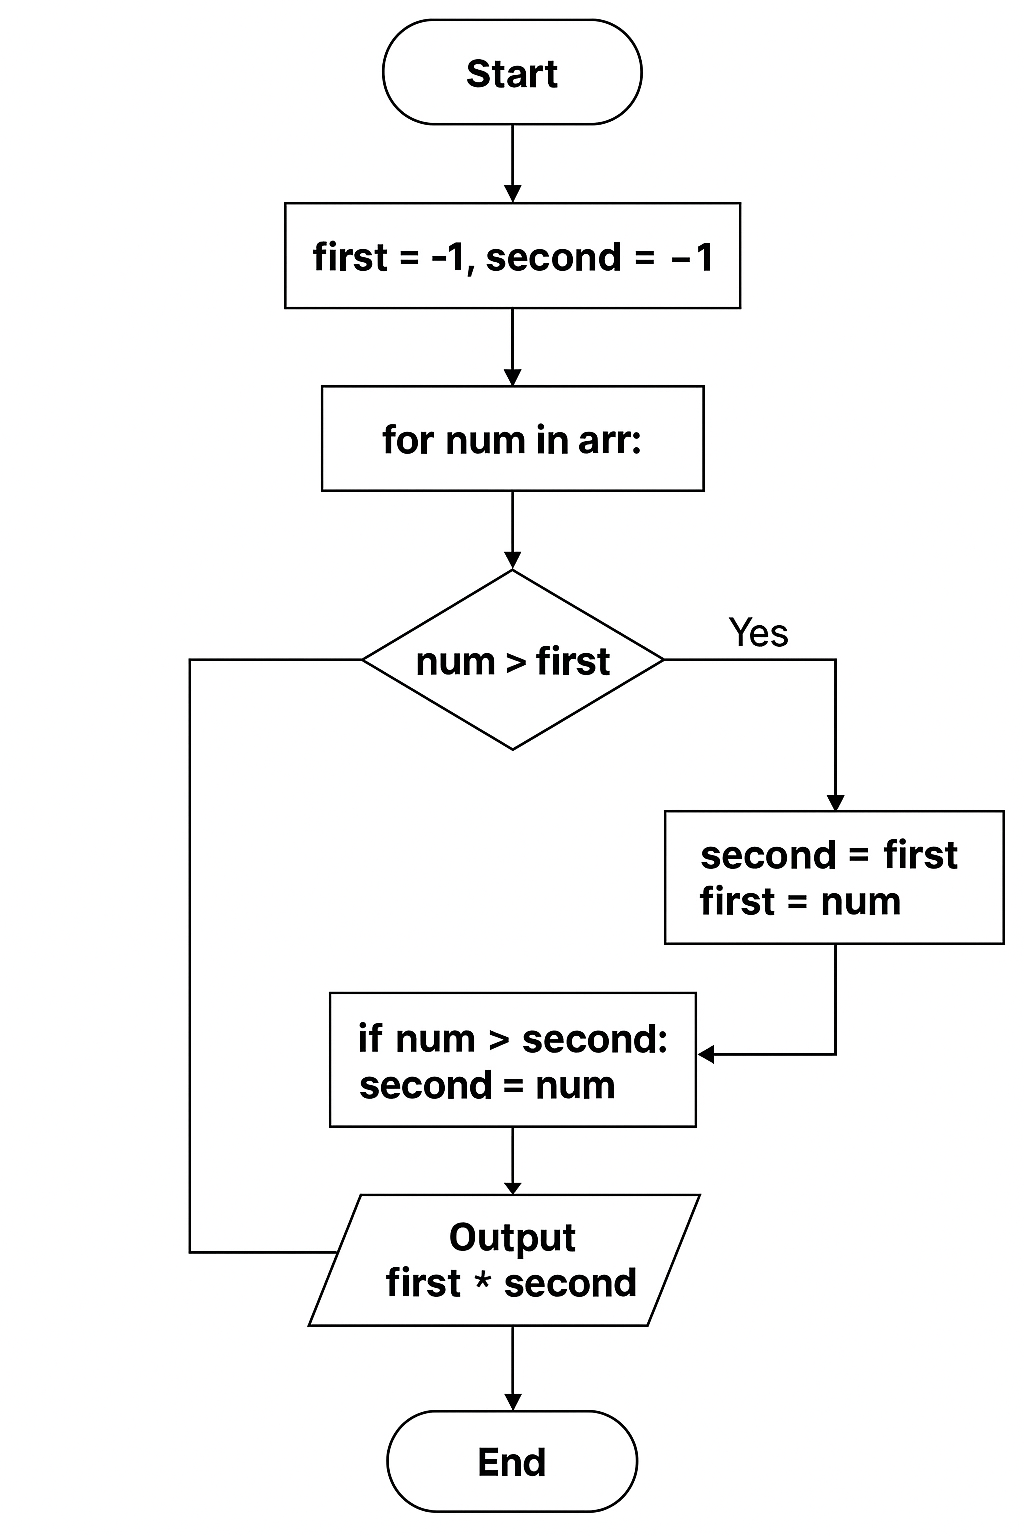 Start
first = -1, second = −1
for num in arr:
num > first
Yes
second = first
first = num
if num > second:
second = num
Output
first * second
End